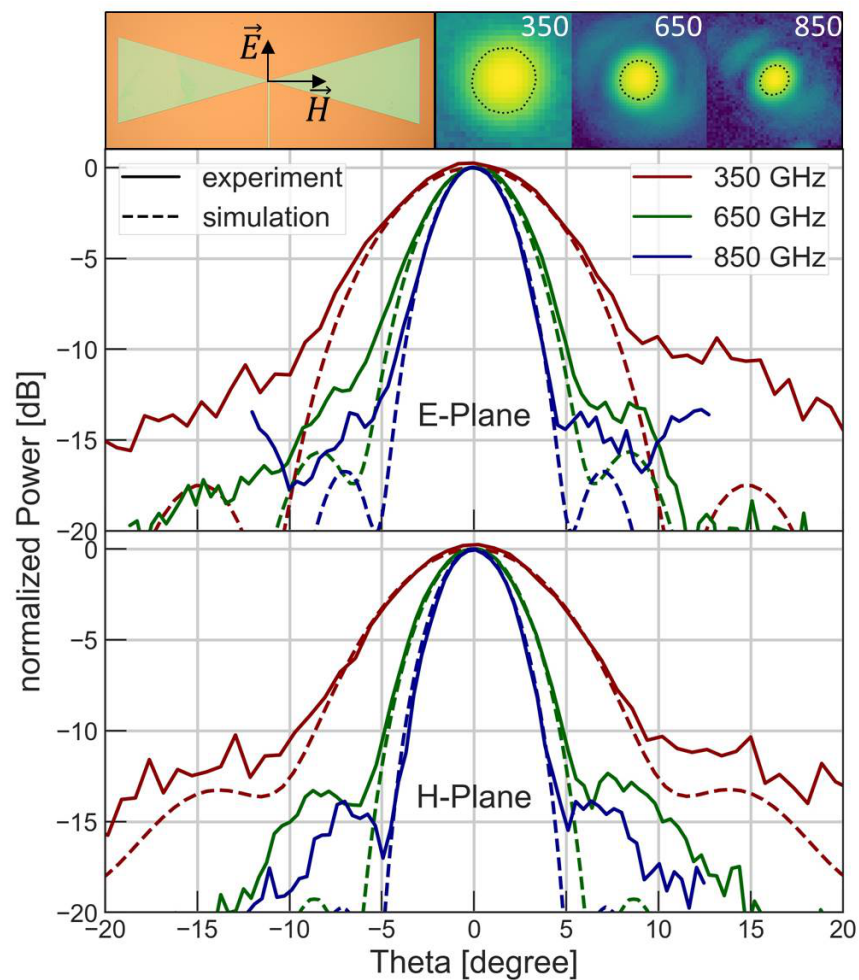 E⃗
H⃗
350
650
850
normalized Power [dB]
0
−5
−10
−15
−20
experiment
simulation
350 GHz
650 GHz
850 GHz
E-Plane
0
−5
−10
−15
−20
H-Plane
−20 −15 −10 −5 0 5 10 15 20
Theta [degree]